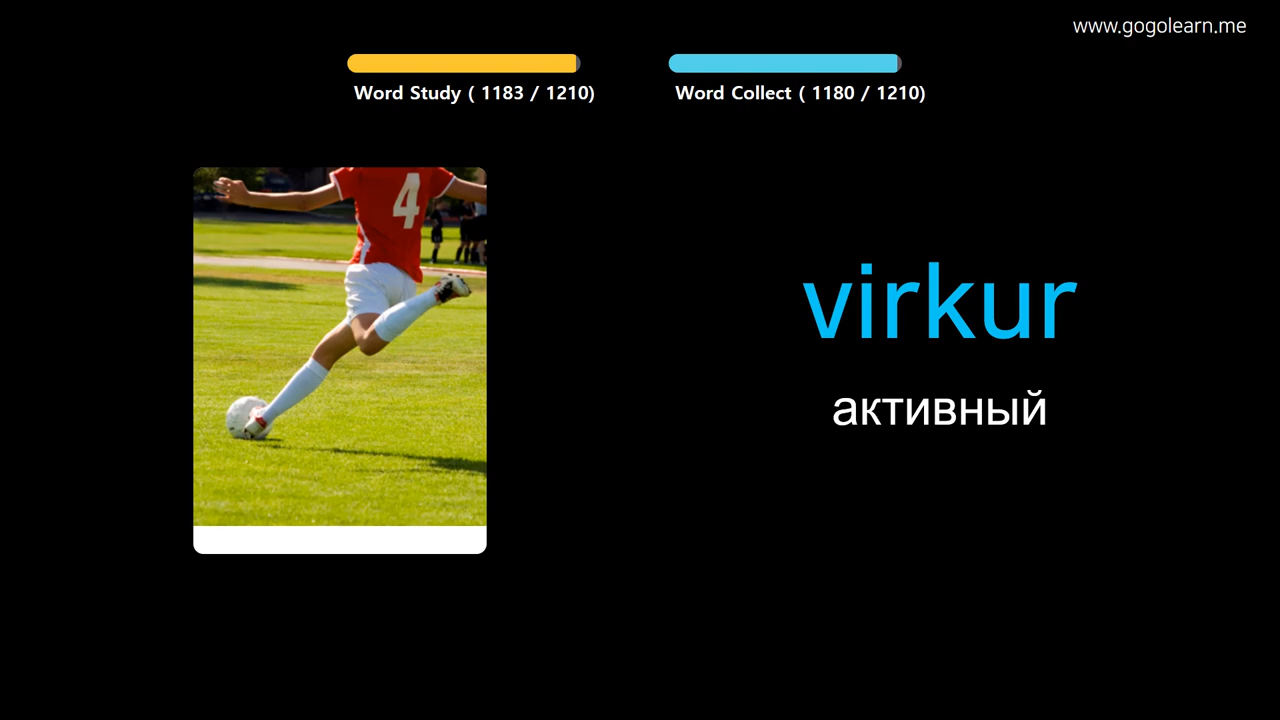 www.gogolearn.me
Word Study ( 1183 / 1210)
Word Collect ( 1180 / 1210)
4
virkur
активный